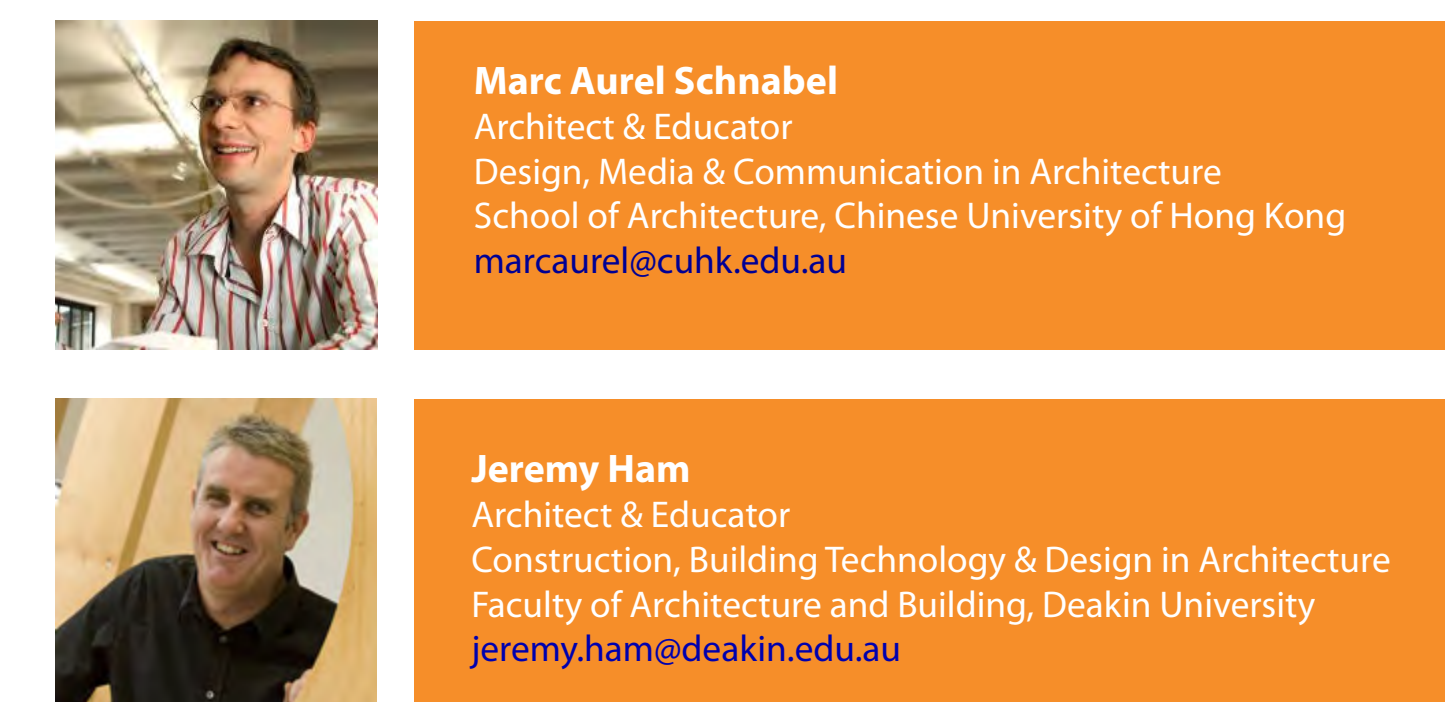 Marc Aurel Schnabel
Architect & Educator
Design, Media & Communication in Architecture
School of Architecture, Chinese University of Hong Kong
marcaurel@cuhk.edu.au
Jeremy Ham
Architect & Educator
Construction, Building Technology & Design in Architecture
Faculty of Architecture and Building, Deakin University
jeremy.ham@deakin.edu.au